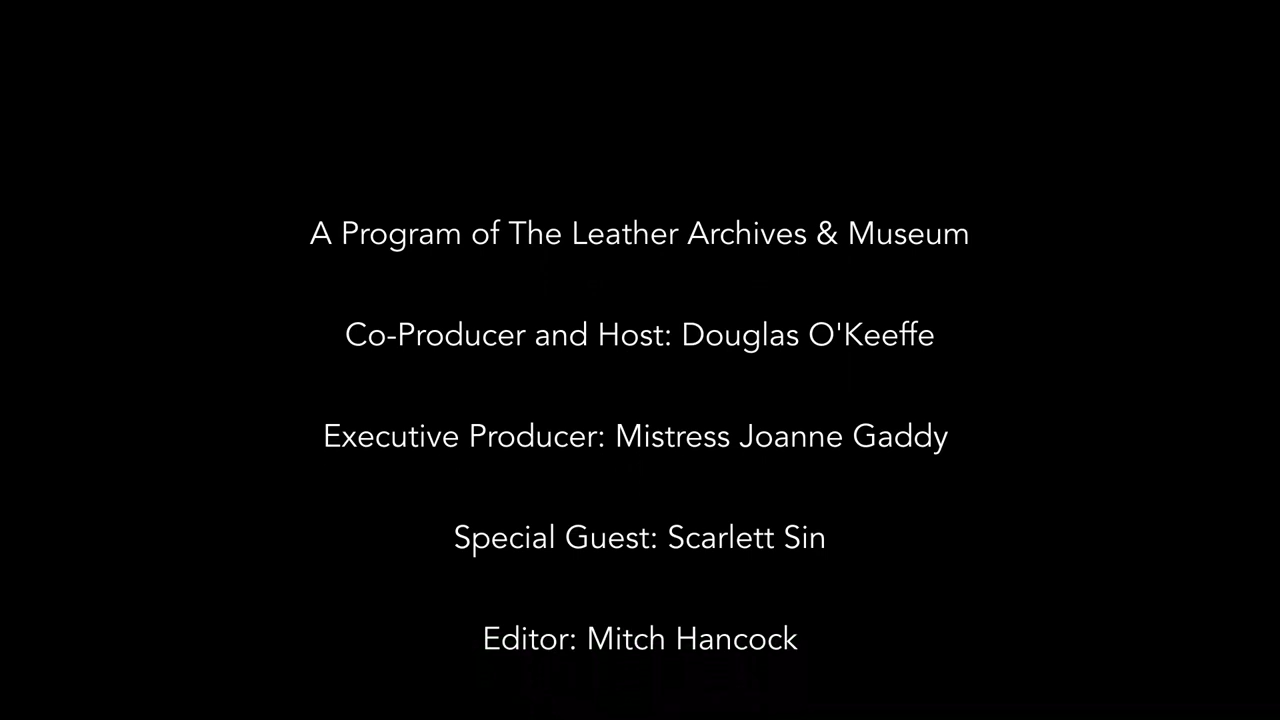 A Program of The Leather Archives & Museum
Co-Producer and Host: Douglas O'Keeffe
Executive Producer: Mistress Joanne Gaddy
Special Guest: Scarlett Sin
Editor: Mitch Hancock